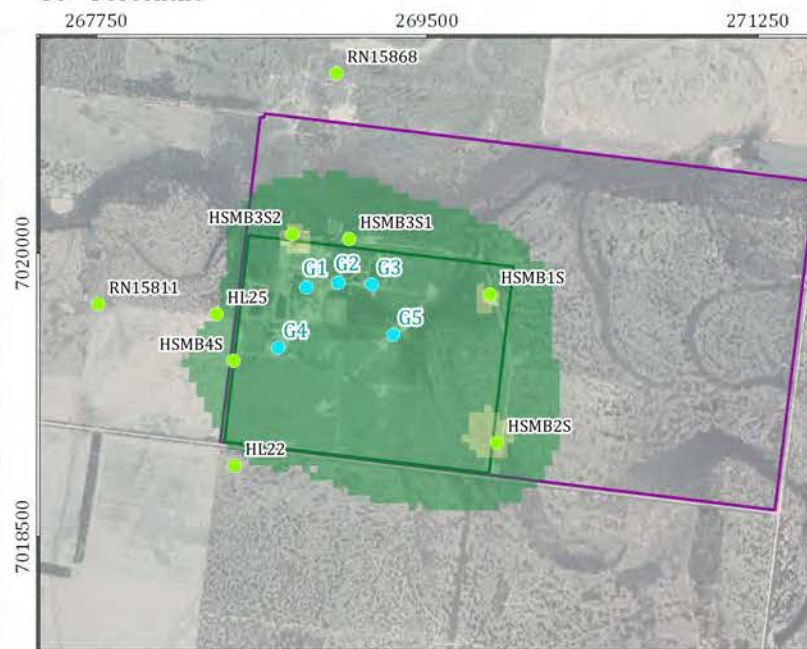 267750 269500 271250
RN15868
HSMB3S2 HSMB3S1
7020000
G1 G2 G3
HSMB1S
RN15811
HL25
G5
HSMB4S
G4
HSMB2S
HL22
7018500